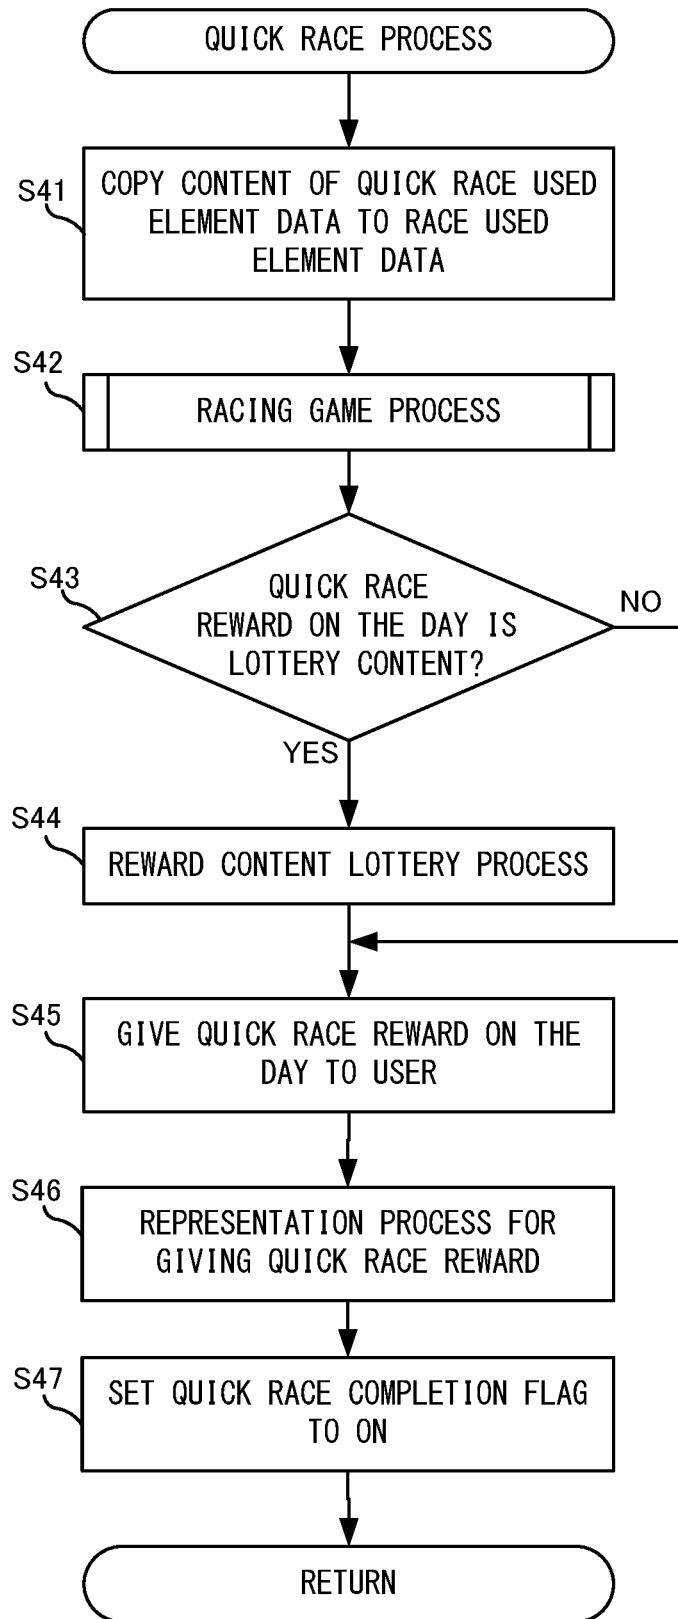 QUICK RACE PROCESS
S41
COPY CONTENT OF QUICK RACE USED
ELEMENT DATA TO RACE USED
ELEMENT DATA
S42
RACING GAME PROCESS
S43
QUICK RACE
REWARD ON THE DAY IS
LOTTERY CONTENT?
NO
YES
S44
REWARD CONTENT LOTTERY PROCESS
S45
GIVE QUICK RACE REWARD ON THE
DAY TO USER
S46
REPRESENTATION PROCESS FOR
GIVING QUICK RACE REWARD
S47
SET QUICK RACE COMPLETION FLAG
TO ON
RETURN